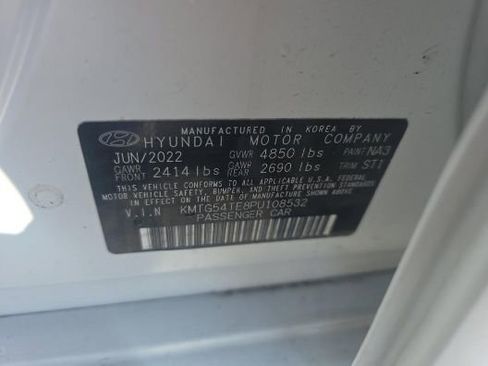 MANUFACTURED IN KOREA BY
HYUNDAI MOTOR COMPANY
JUN/2022 GVWR 4850 lbs PAINT NA3
GAWR FRONT 2414 lbs GAWR REAR 2690 lbs TRIM ST1
THIS VEHICLE CONFORMS TO ALL APPLICABLE U.S. FEDERAL
MOTOR VEHICLE SAFETY, BUMPER, AND THEFT PREVENTION
STANDARDS IN EFFECT ON THE DATE OF MANUFACTURE SHOWN
ABOVE
V.I.N KMTG54TE8PU108532
PASSENGER CAR